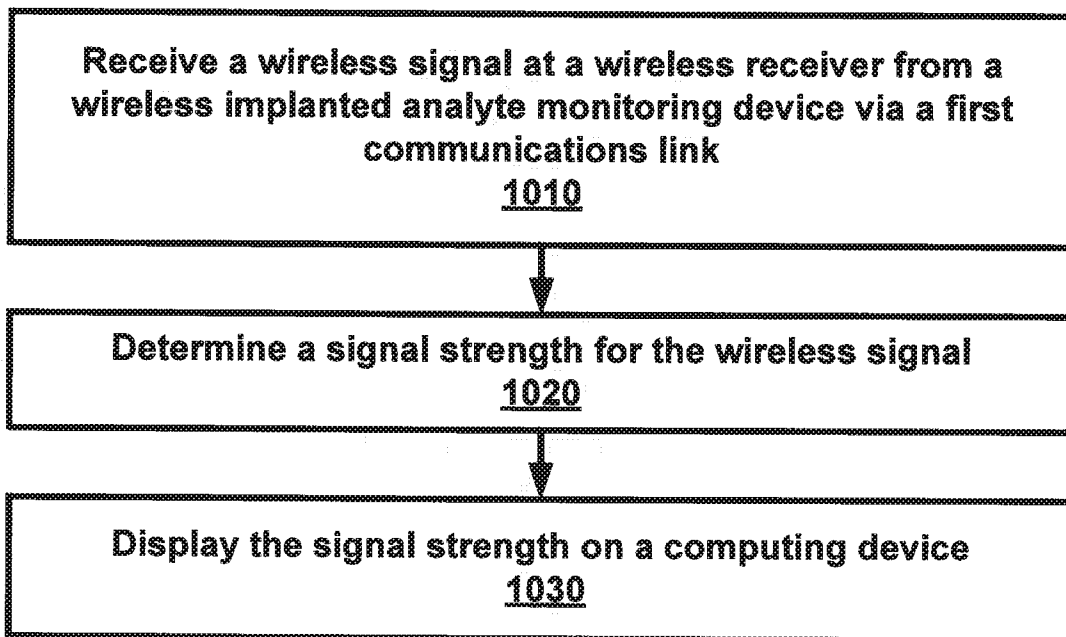 Receive a wireless signal at a wireless receiver from a
wireless implanted analyte monitoring device via a first
communications link
1010
Determine a signal strength for the wireless signal
1020
Display the signal strength on a computing device
1030